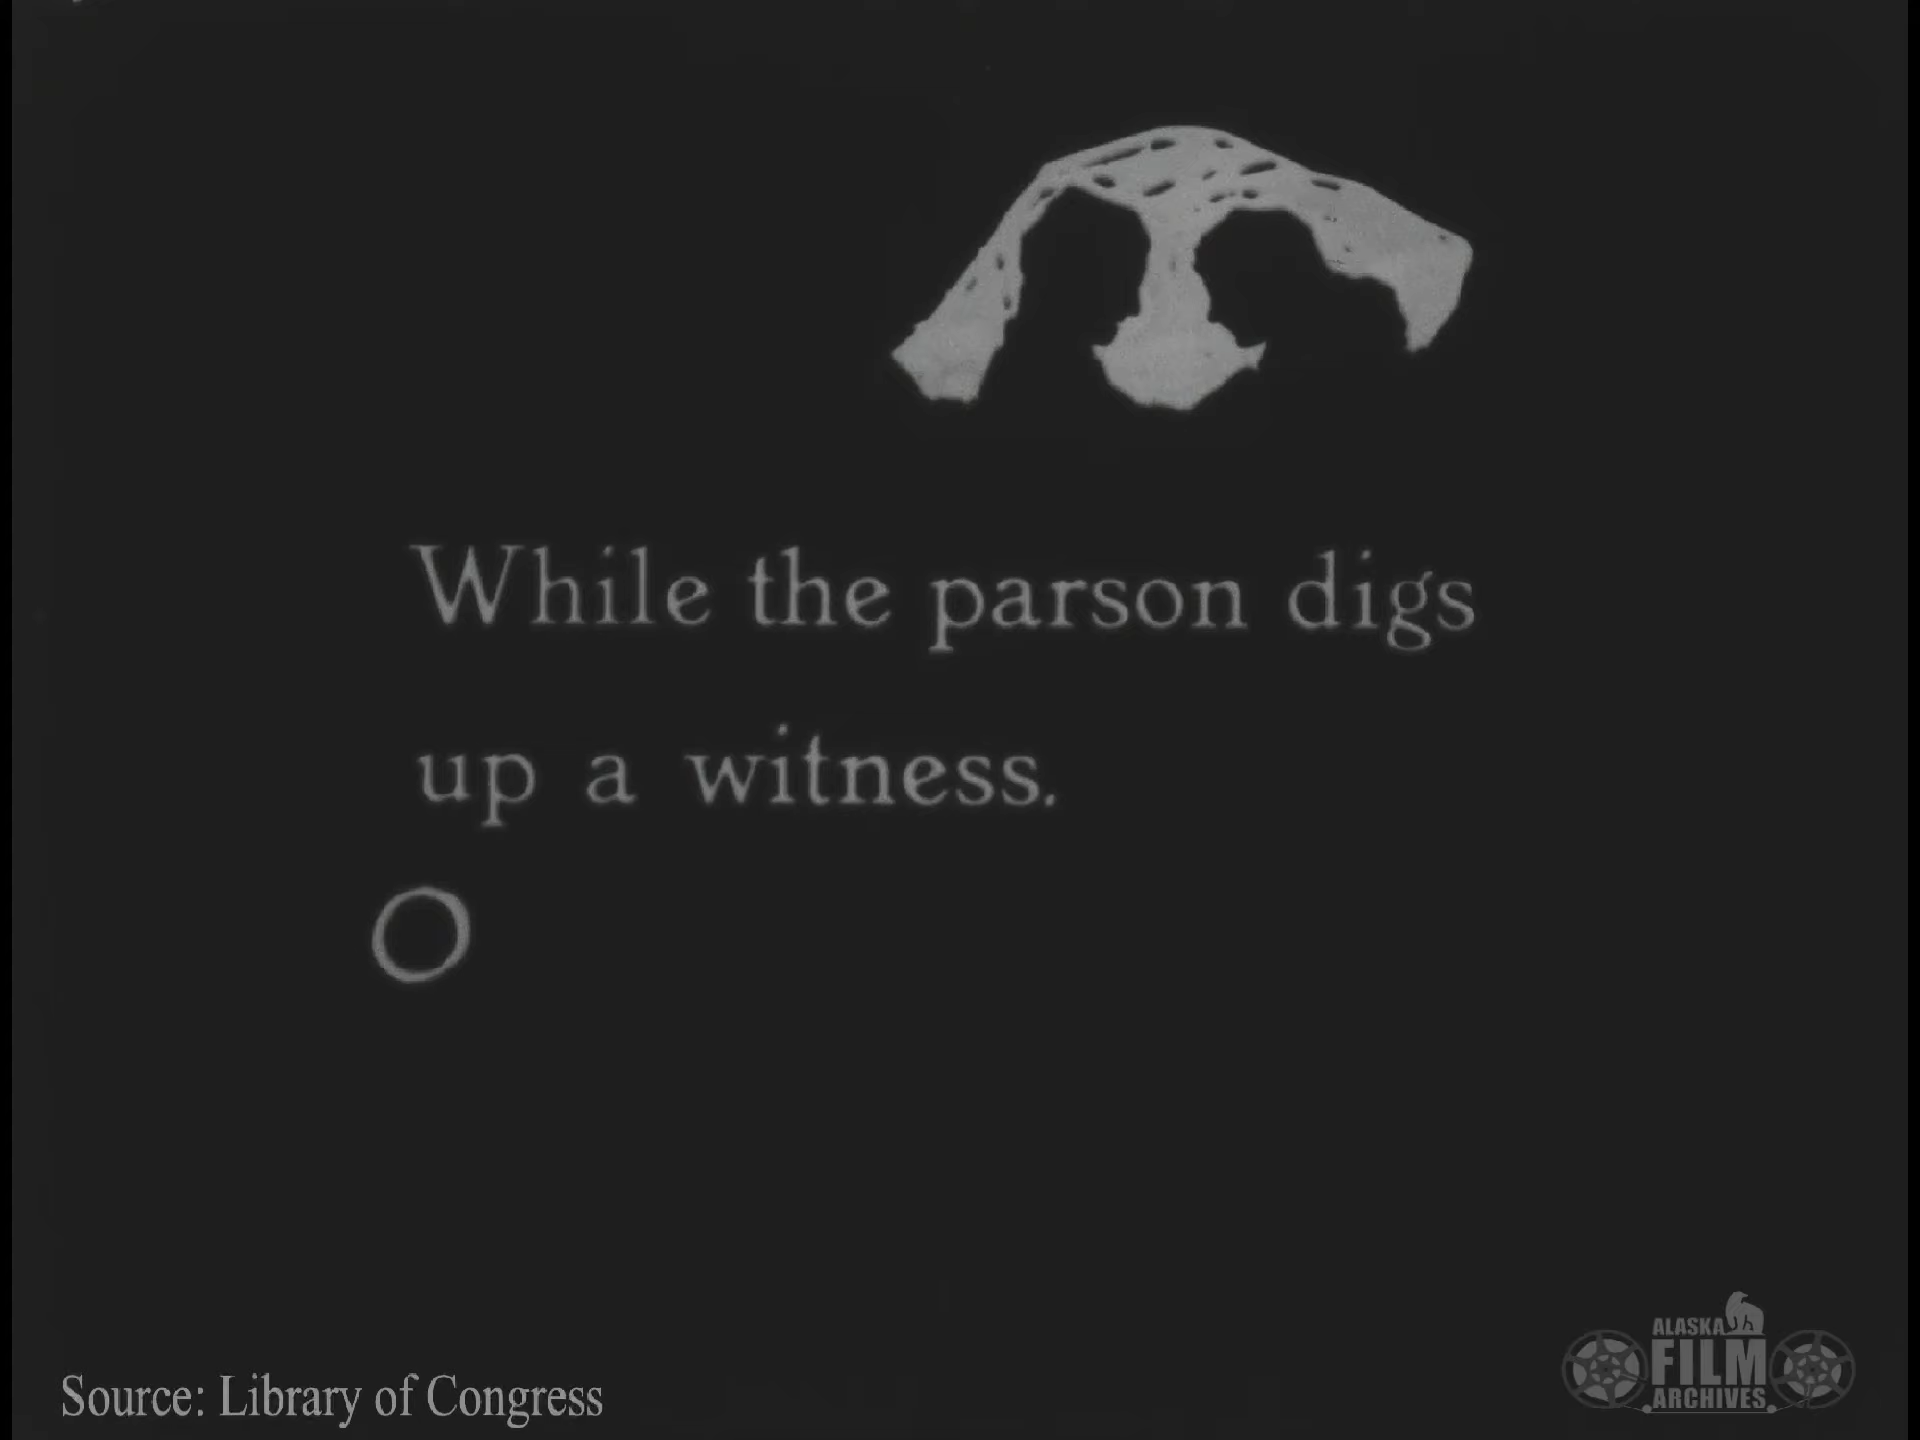 While the parson digs
up a witness.
Source: Library of Congress
ALASKA
FILM
ARCHIVES